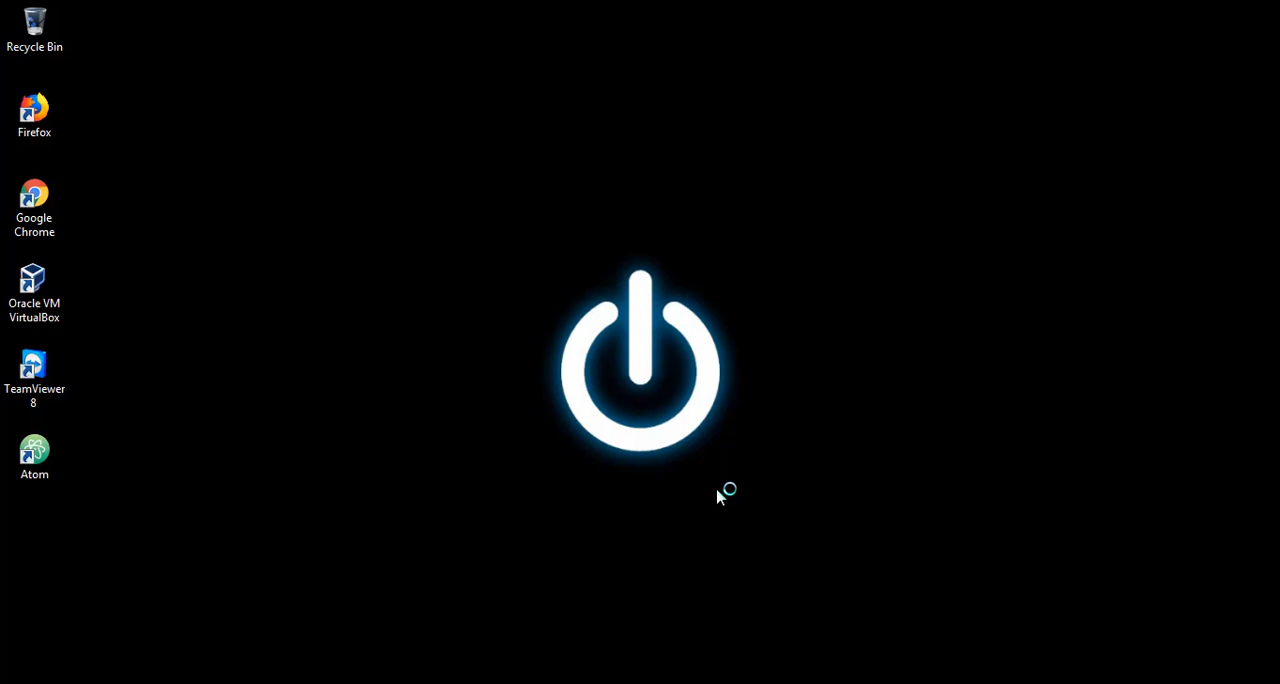 Recycle Bin
Firefox
Google
Chrome
Oracle VM
VirtualBox
TeamViewer
8
Atom